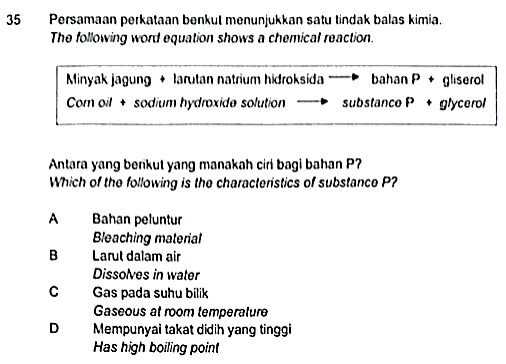 35 Persamaan perkataan berikut menunjukkan satu tindak balas kimia.
The following word equation shows a chemical reaction.
Minyak jagung + larutan natrium hidroksida → bahan P + gliserol
Corn oil + sodium hydroxide solution → substance P + glycerol
Antara yang berikut yang manakah ciri bagi bahan P?
Which of the following is the characteristics of substance P?
A Bahan peluntur
Bleaching material
B Larut dalam air
Dissolves in water
C Gas pada suhu bilik
Gaseous at room temperature
D Mempunyai takat didih yang tinggi
Has high boiling point